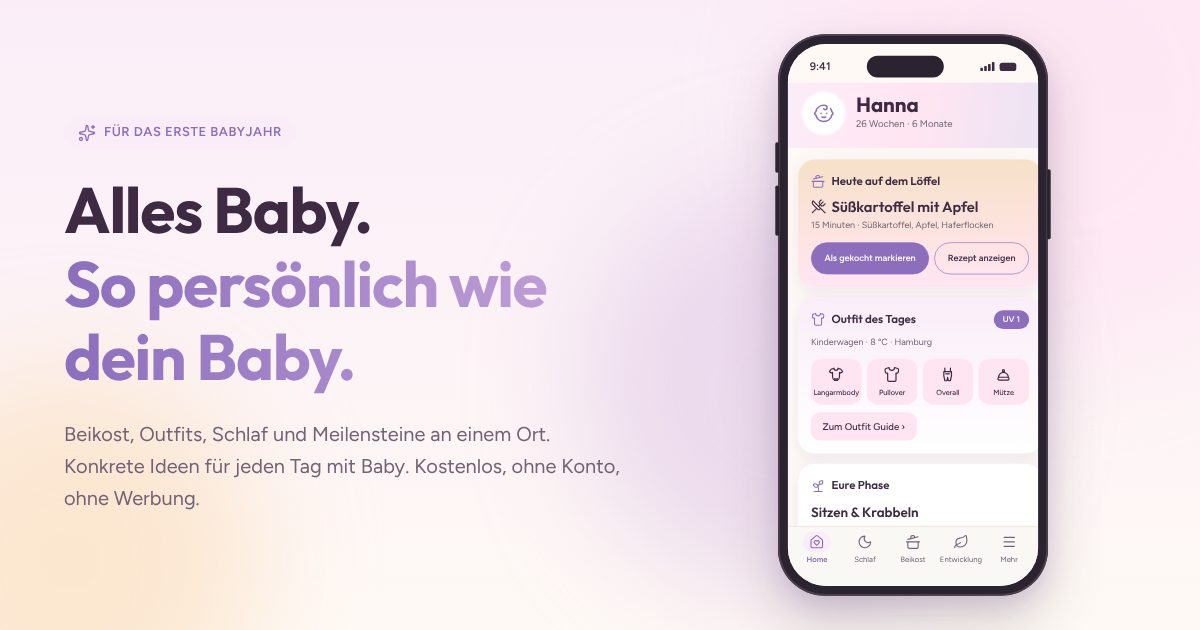 FÜR DAS ERSTE BABYJAHR
Alles Baby.
So persönlich wie
dein Baby.
Beikost, Outfits, Schlaf und Meilensteine an einem Ort.
Konkrete Ideen für jeden Tag mit Baby. Kostenlos, ohne Konto,
ohne Werbung.
9:41
Hanna
26 Wochen · 6 Monate
Heute auf dem Löffel
Süßkartoffel mit Apfel
15 Minuten · Süßkartoffel, Apfel, Haferflocken
Als gekocht markieren Rezept anzeigen
Outfit des Tages UV 1
Kinderwagen · 8 °C · Hamburg
Langarmbody Pullover Overall Mütze
Zum Outfit Guide ›
Eure Phase
Sitzen & Krabbeln
Home Schlaf Beikost Entwicklung Mehr